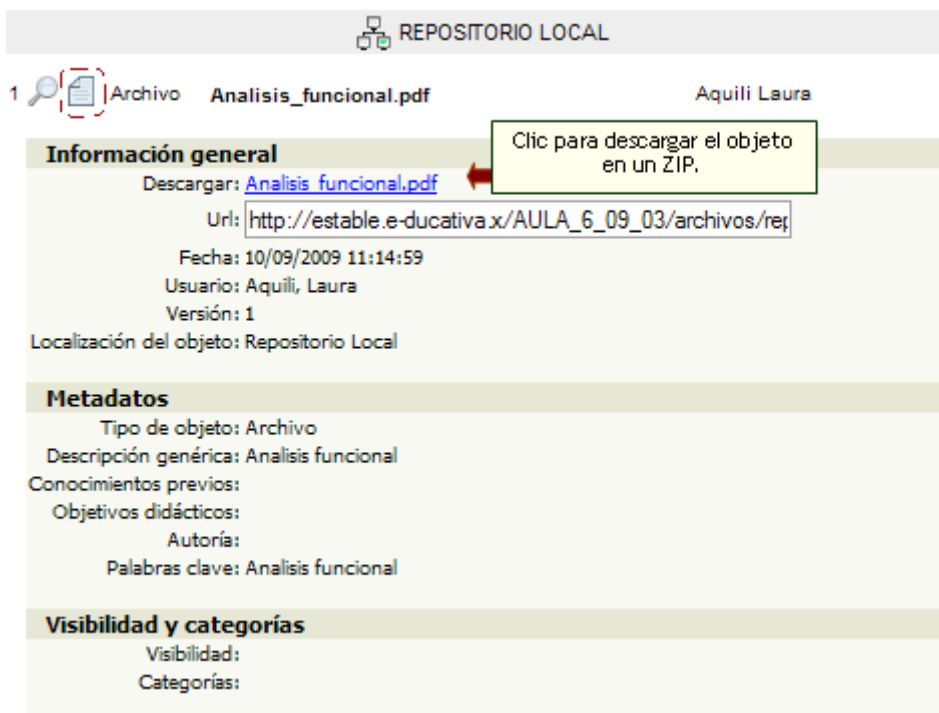 REPOSITORIO LOCAL
1 Archivo Analisis_funcional.pdf Aquili Laura
Clic para descargar el objeto
en un ZIP.
Información general
Descargar: Analisis_funcional.pdf
Url: http://estable.e-ducativa.x/AULA_6_09_03/archivos/rep
Fecha: 10/09/2009 11:14:59
Usuario: Aquili, Laura
Versión: 1
Localización del objeto: Repositorio Local
Metadatos
Tipo de objeto: Archivo
Descripción genérica: Analisis funcional
Conocimientos previos:
Objetivos didácticos:
Autoría:
Palabras clave: Analisis funcional
Visibilidad y categorías
Visibilidad:
Categorías: